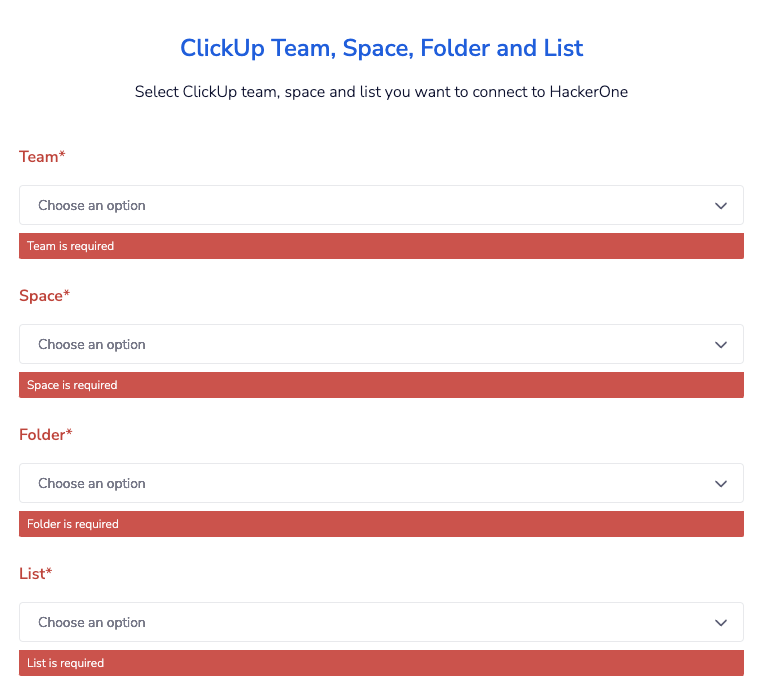 ClickUp Team, Space, Folder and List
Select ClickUp team, space and list you want to connect to HackerOne
Team*
Choose an option
Team is required
Space*
Choose an option
Space is required
Folder*
Choose an option
Folder is required
List*
Choose an option
List is required